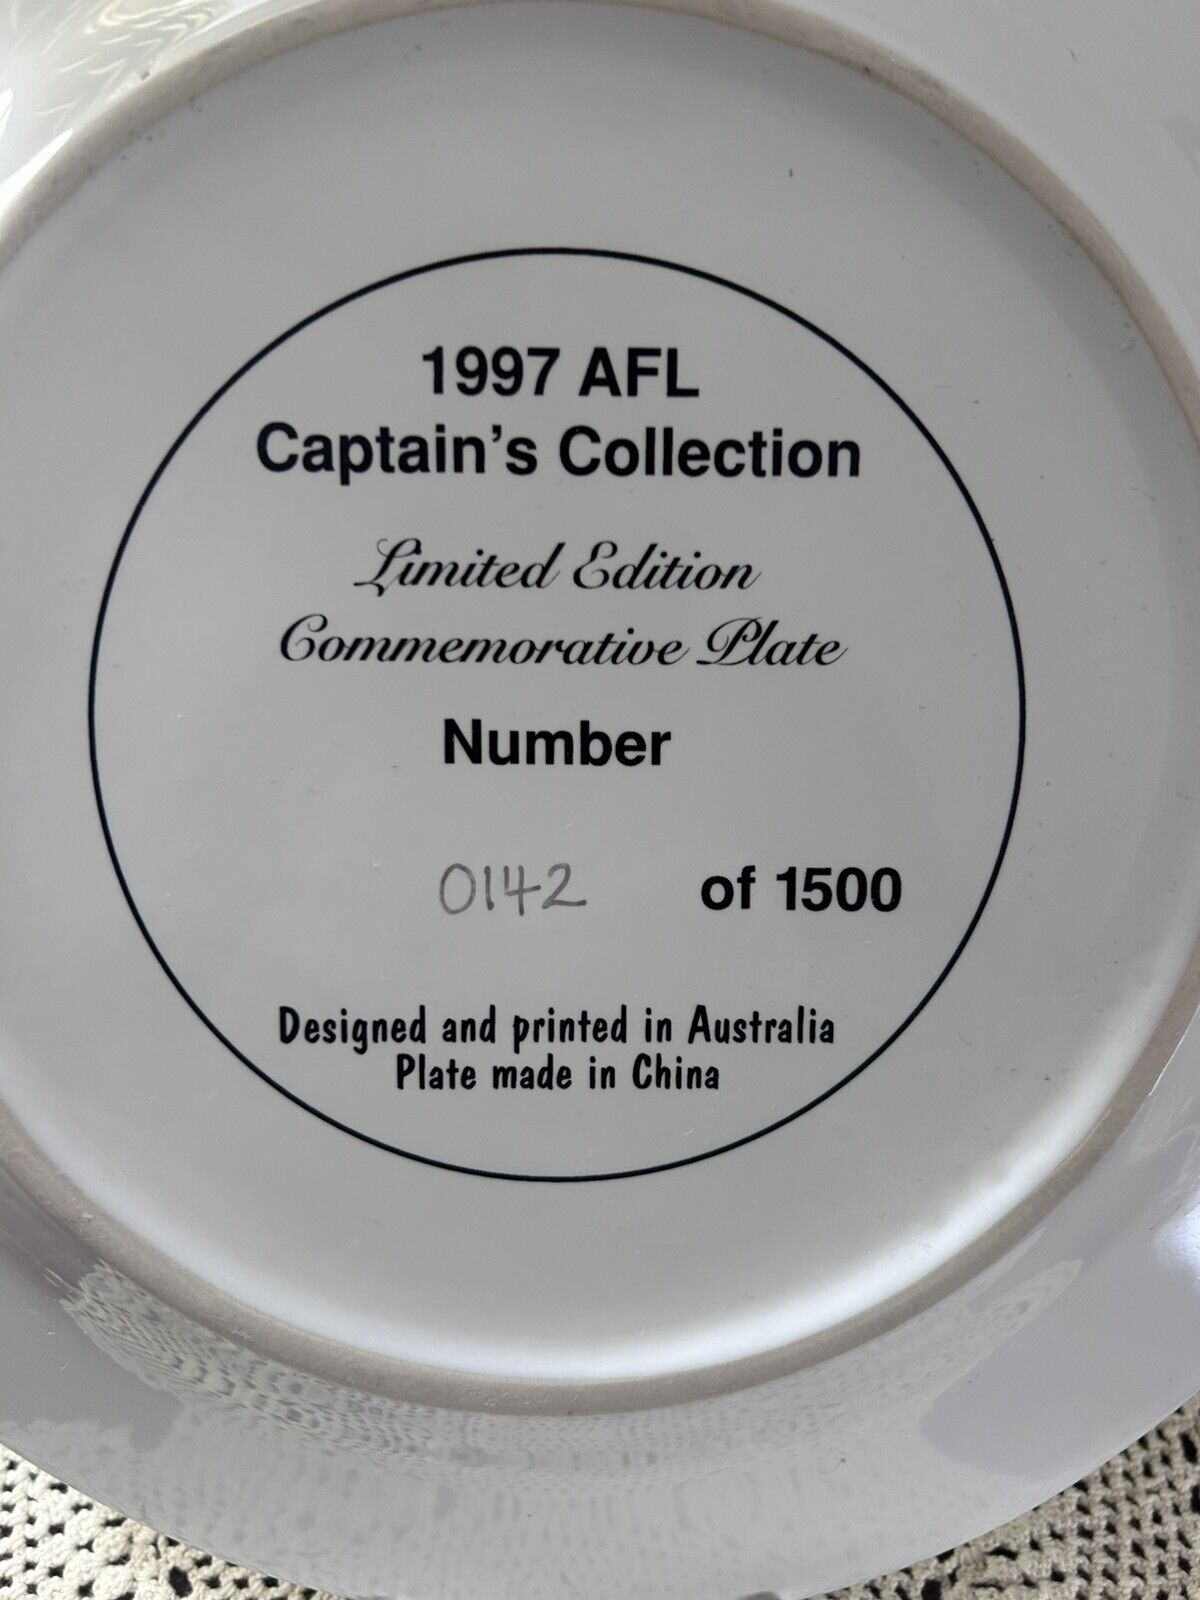 1997 AFL
Captain's Collection
Limited Edition
Commemorative Plate
Number
0142 of 1500
Designed and printed in Australia
Plate made in China